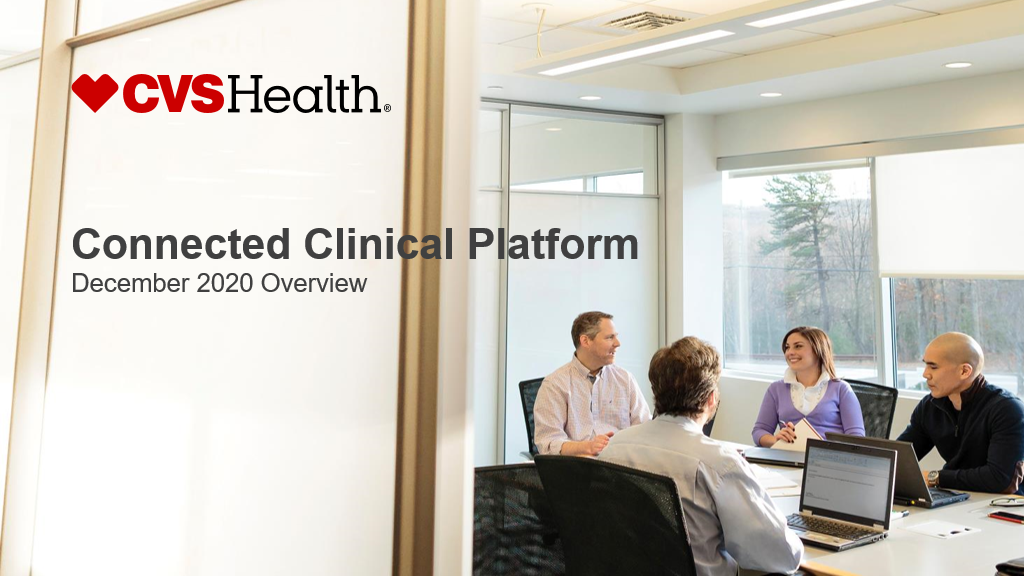 CVSHealth®
Connected Clinical Platform
December 2020 Overview